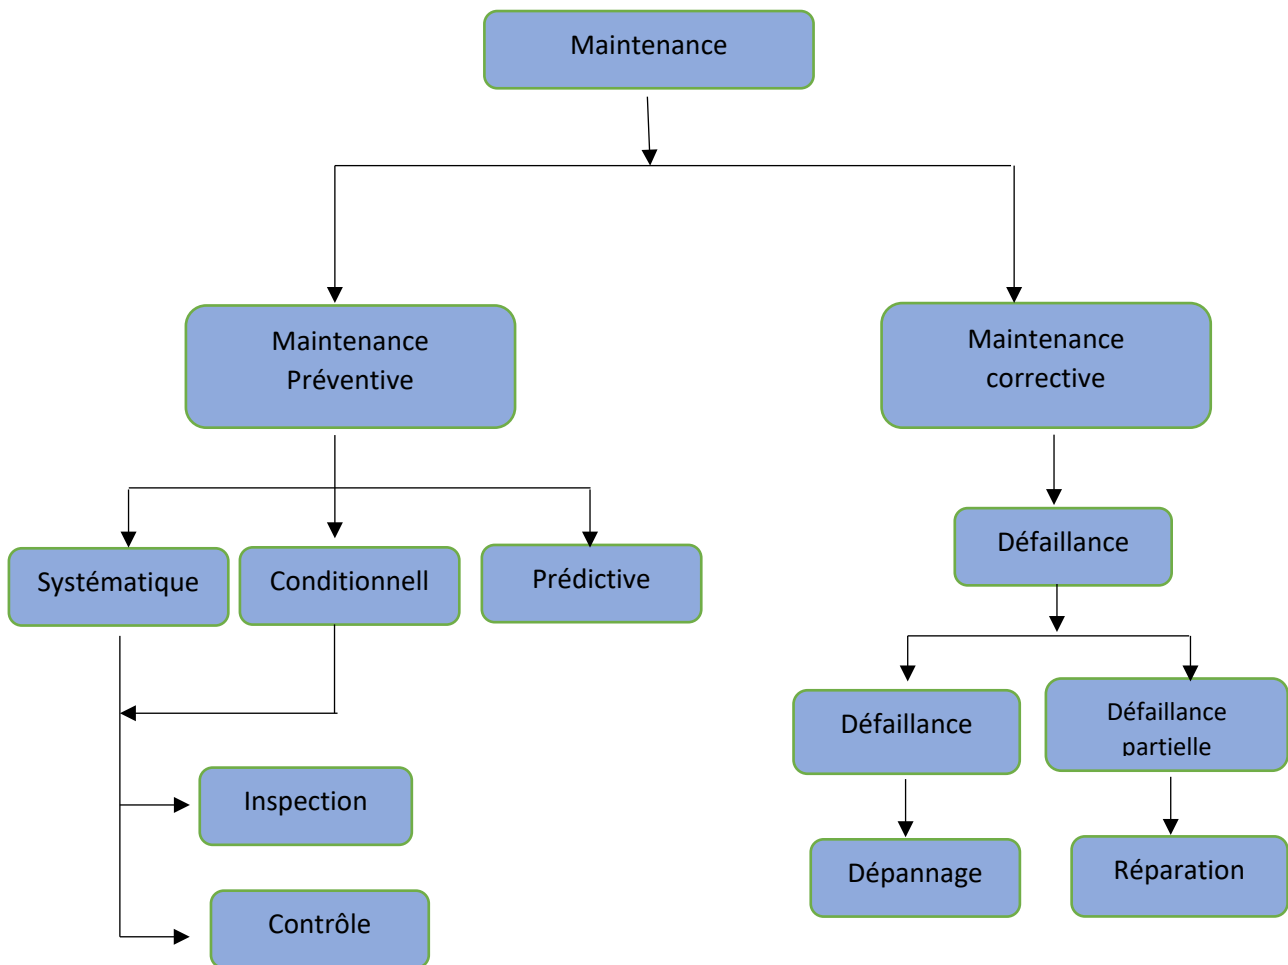 Maintenance
Maintenance
Préventive
Maintenance
corrective
Défaillance
Systématique
Conditionnell
Prédictive
Défaillance
Défaillance
partielle
Inspection
Dépannage
Réparation
Contrôle